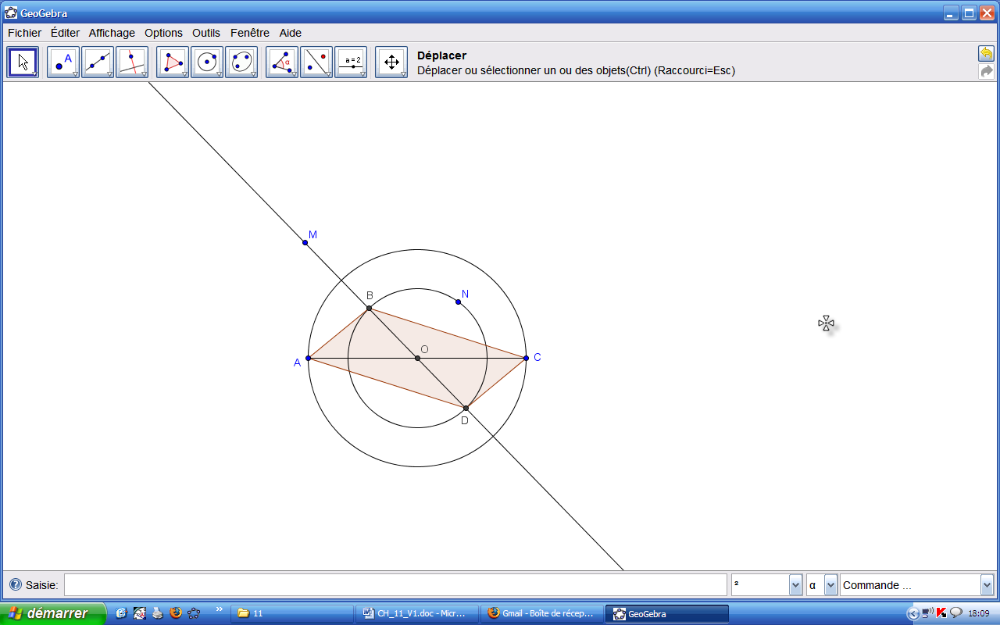 GeoGebra
Fichier Éditer Affichage Options Outils Fenêtre Aide
A
α
a = 2
Déplacer
Déplacer ou sélectionner un ou des objets(Ctrl) (Raccourci=Esc)
M
B
N
O
A
C
D
Saisie:
²
α
Commande ...
démarrer
»
11
CH_11_V1.doc - Micr...
Gmail - Boîte de récep...
GeoGebra
18:09